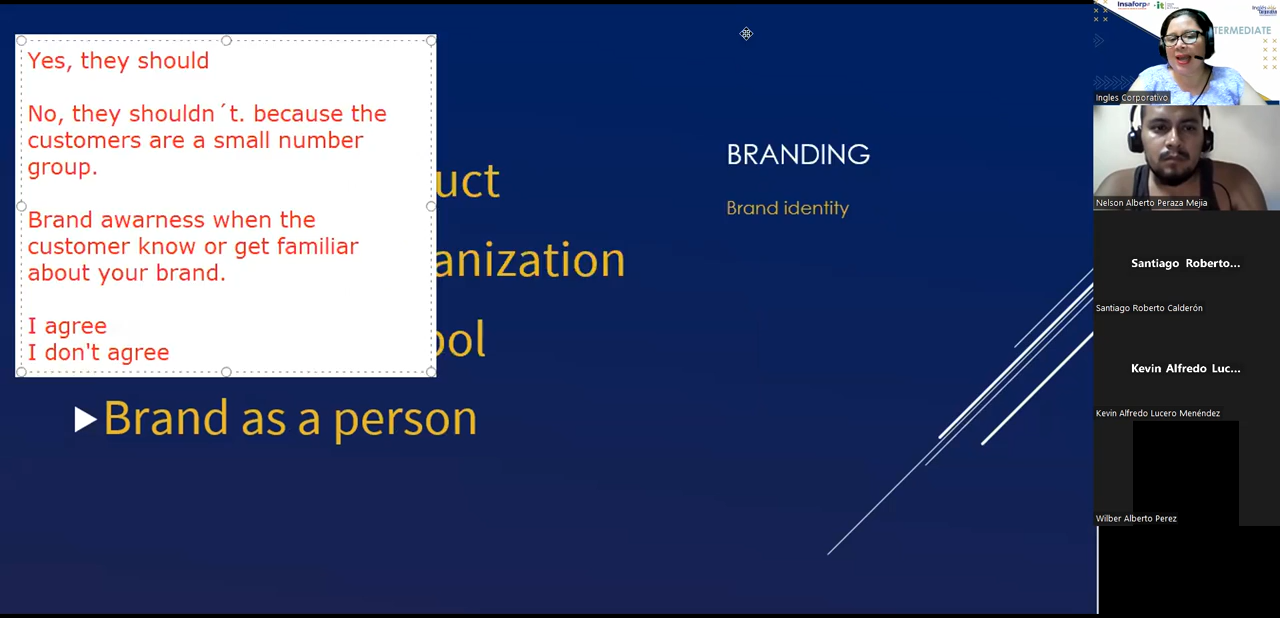 Yes, they should
No, they shouldn´t. because the
customers are a small number
group.
Brand awarness when the
customer know or get familiar
about your brand.
I agree
I don't agree
uct
anization
ool
Brand as a person
BRANDING
Brand identity
Insaforp
TERMEDIATE
Ingles Corporativo
Nelson Alberto Peraza Mejia
Santiago Roberto...
Santiago Roberto Calderón
Kevin Alfredo Luc...
Kevin Alfredo Lucero Menéndez
Wilber Alberto Perez